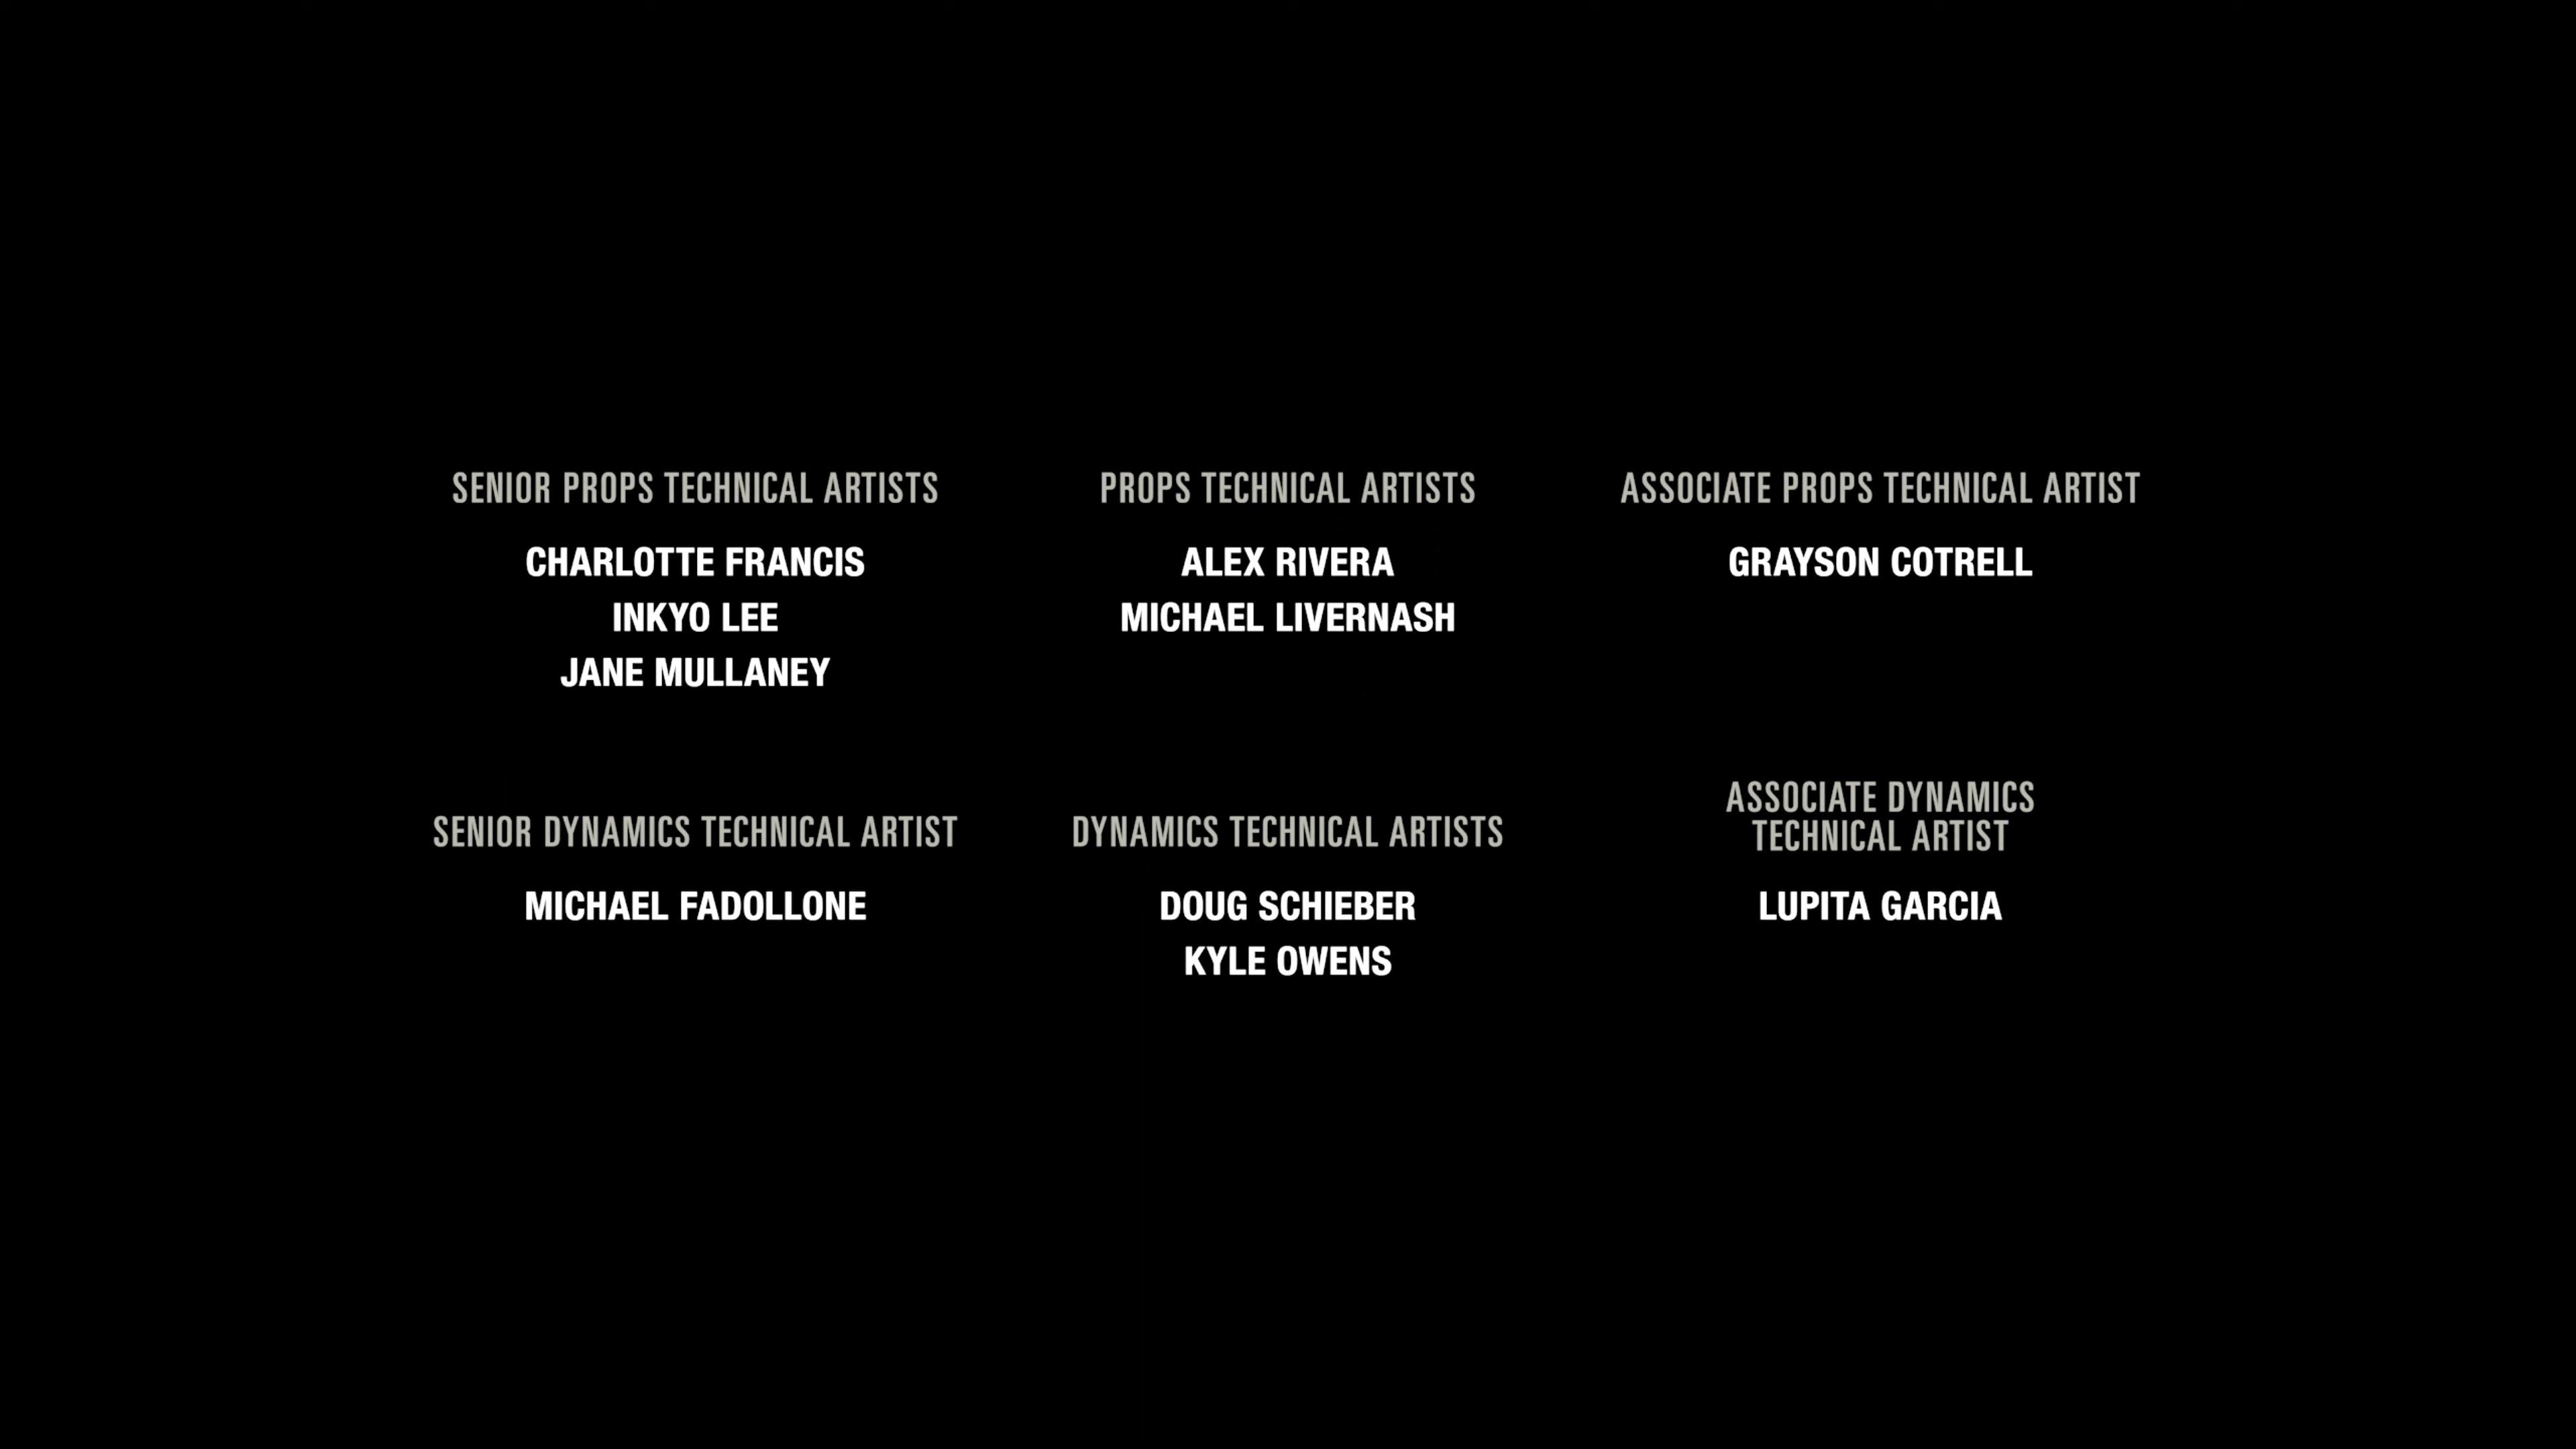 SENIOR PROPS TECHNICAL ARTISTS
CHARLOTTE FRANCIS
INKYO LEE
JANE MULLANEY
PROPS TECHNICAL ARTISTS
ALEX RIVERA
MICHAEL LIVERNASH
ASSOCIATE PROPS TECHNICAL ARTIST
GRAYSON COTRELL
SENIOR DYNAMICS TECHNICAL ARTIST
MICHAEL FADOLLONE
DYNAMICS TECHNICAL ARTISTS
DOUG SCHIEBER
KYLE OWENS
ASSOCIATE DYNAMICS
TECHNICAL ARTIST
LUPITA GARCIA